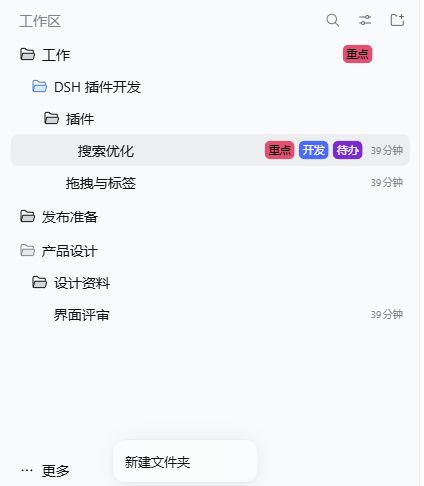 工作区
工作 重点
DSH 插件开发
插件
搜索优化 重点 开发 待办 39分钟
拖拽与标签 39分钟
发布准备
产品设计
设计资料
界面评审 39分钟
新建文件夹
··· 更多